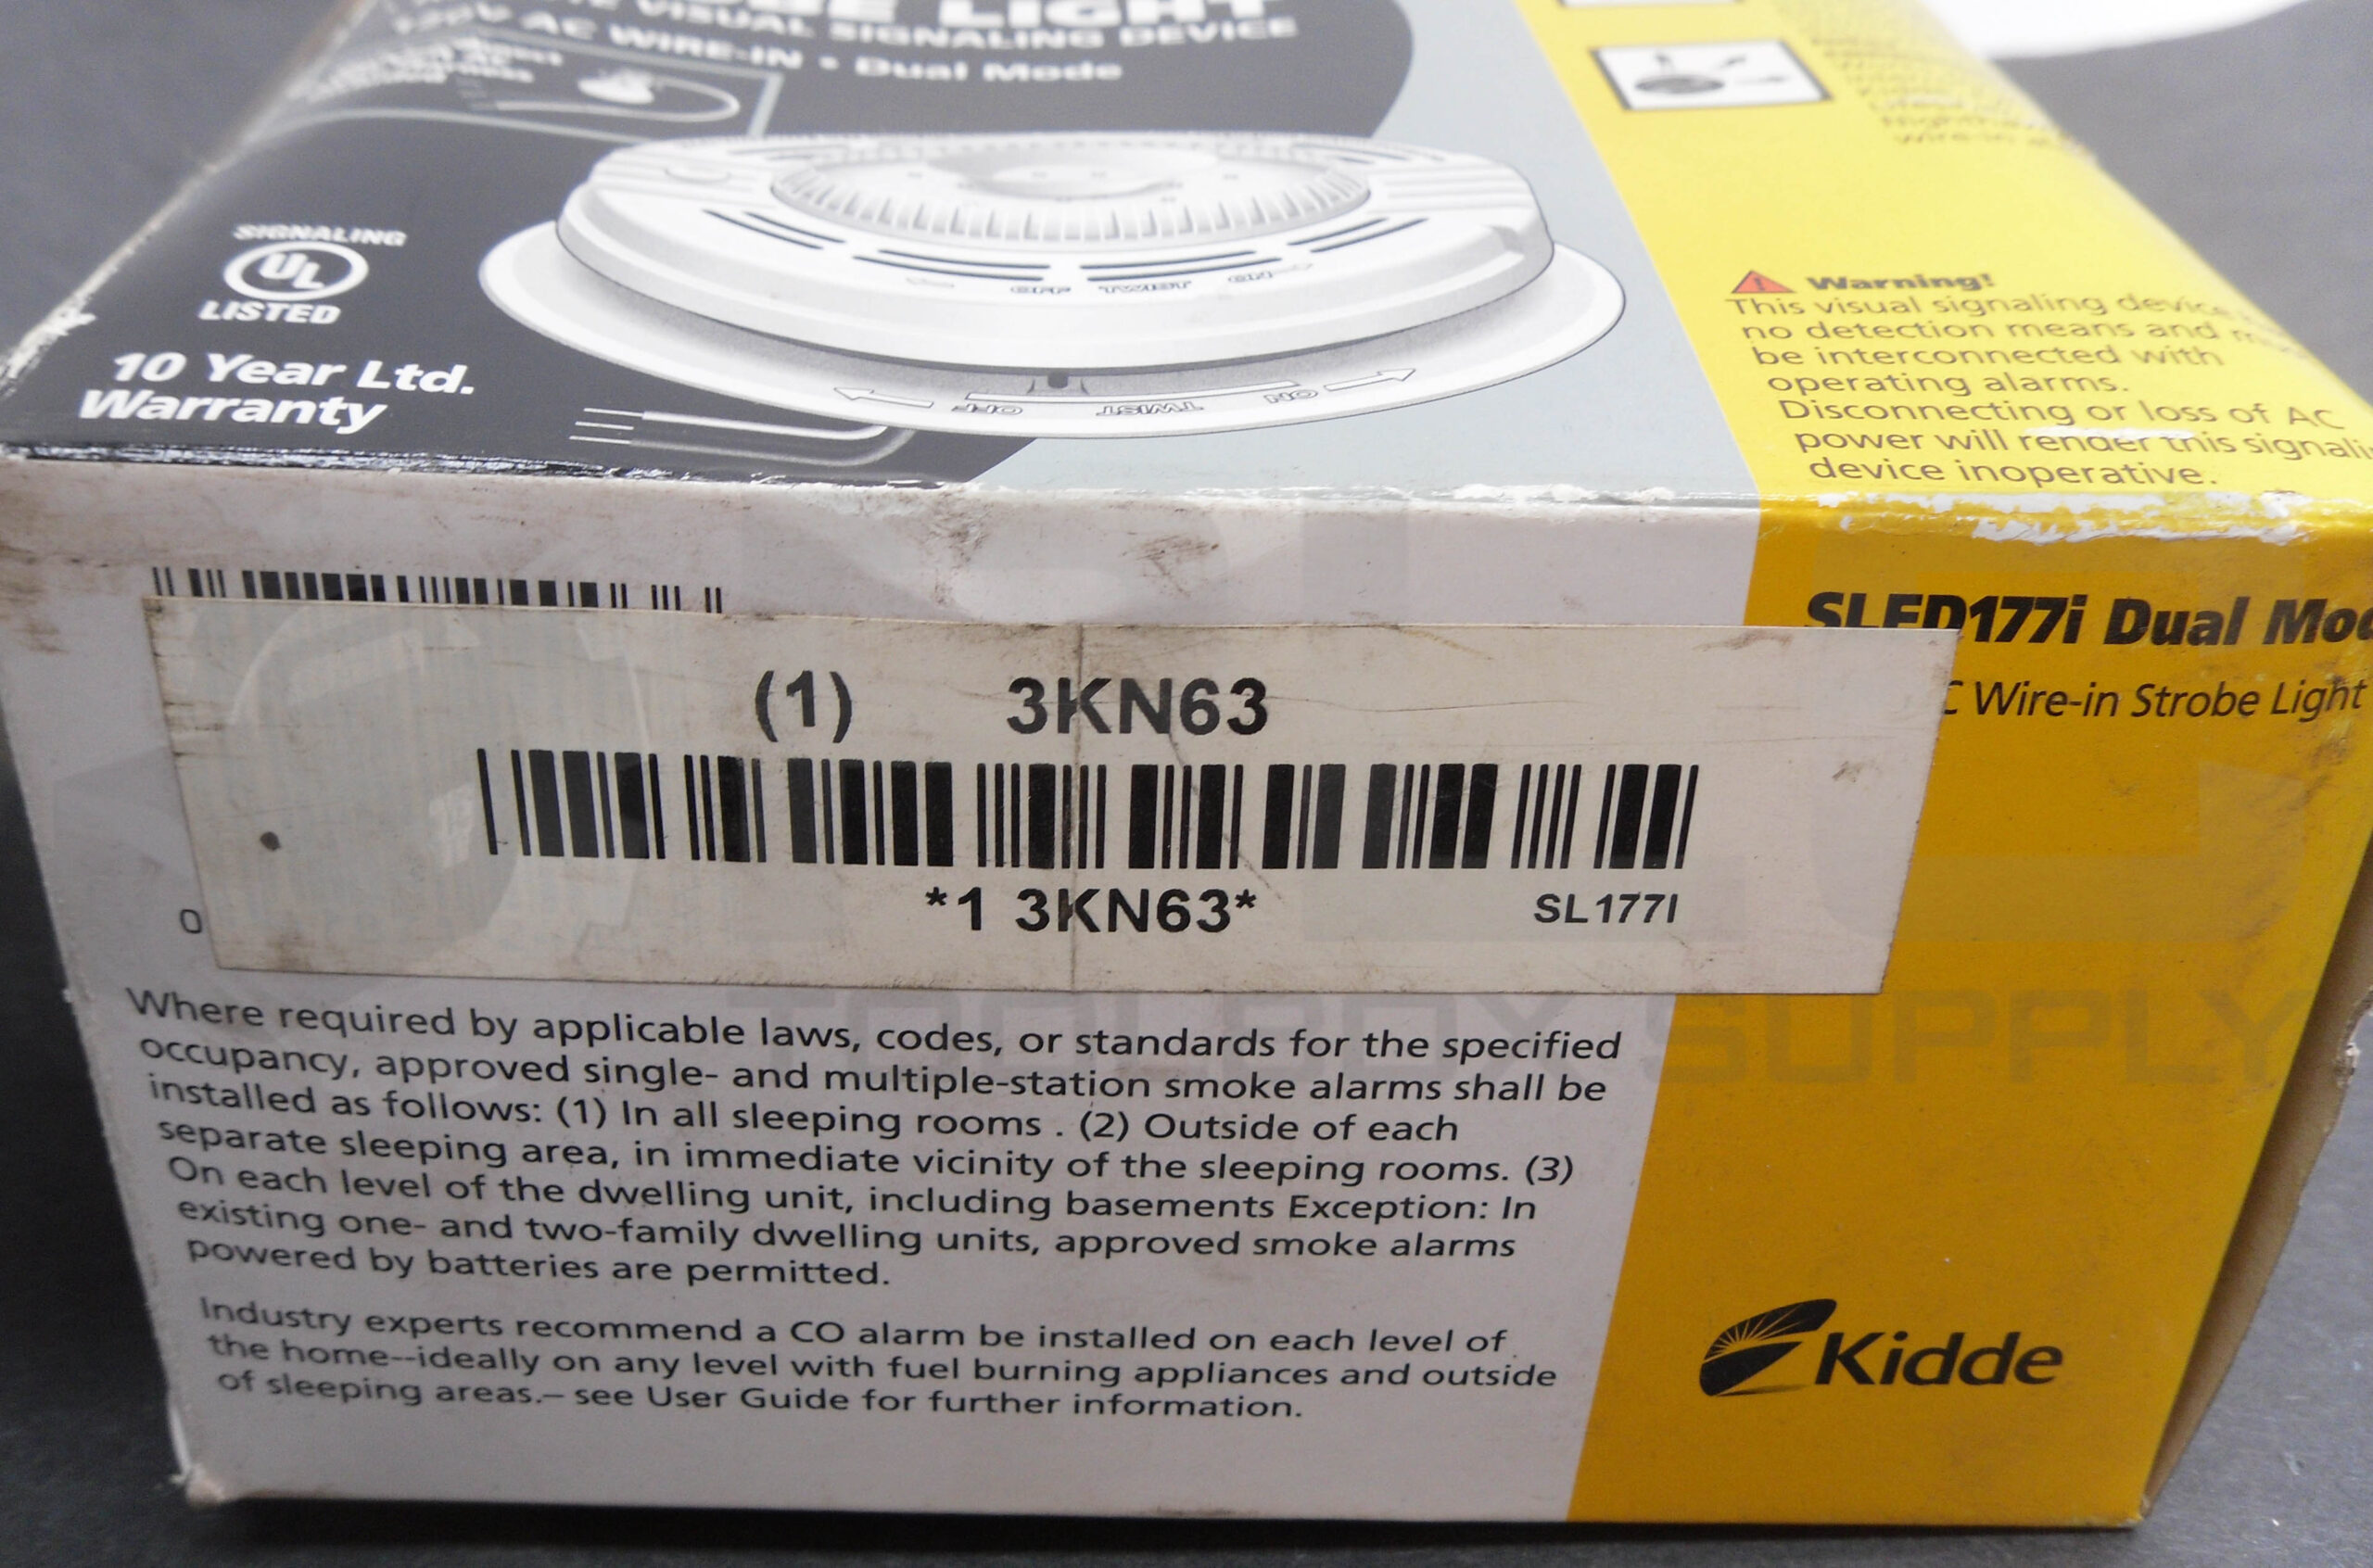 LIGHT
VISUAL SIGNALING DEVICE
120V AC WIRE-IN • Dual Mode
SIGNALING
UL
LISTED
10 Year Ltd.
Warranty
OFF TWIST ON
OFF TWIST ON
Warning!
This visual signaling device
no detection means and
be interconnected with
operating alarms.
Disconnecting or loss of AC
power will render this signali
device inoperative.
SLED177i Dual Mo
C Wire-in Strobe Light
(1) 3KN63
*1 3KN63*
SL177I
0
Where required by applicable laws, codes, or standards for the specified
occupancy, approved single- and multiple-station smoke alarms shall be
installed as follows: (1) In all sleeping rooms . (2) Outside of each
separate sleeping area, in immediate vicinity of the sleeping rooms. (3)
On each level of the dwelling unit, including basements Exception: In
existing one- and two-family dwelling units, approved smoke alarms
powered by batteries are permitted.
Industry experts recommend a CO alarm be installed on each level of
the home--ideally on any level with fuel burning appliances and outside
of sleeping areas.– see User Guide for further information.
Kidde
TOOLBOX SUPPLY